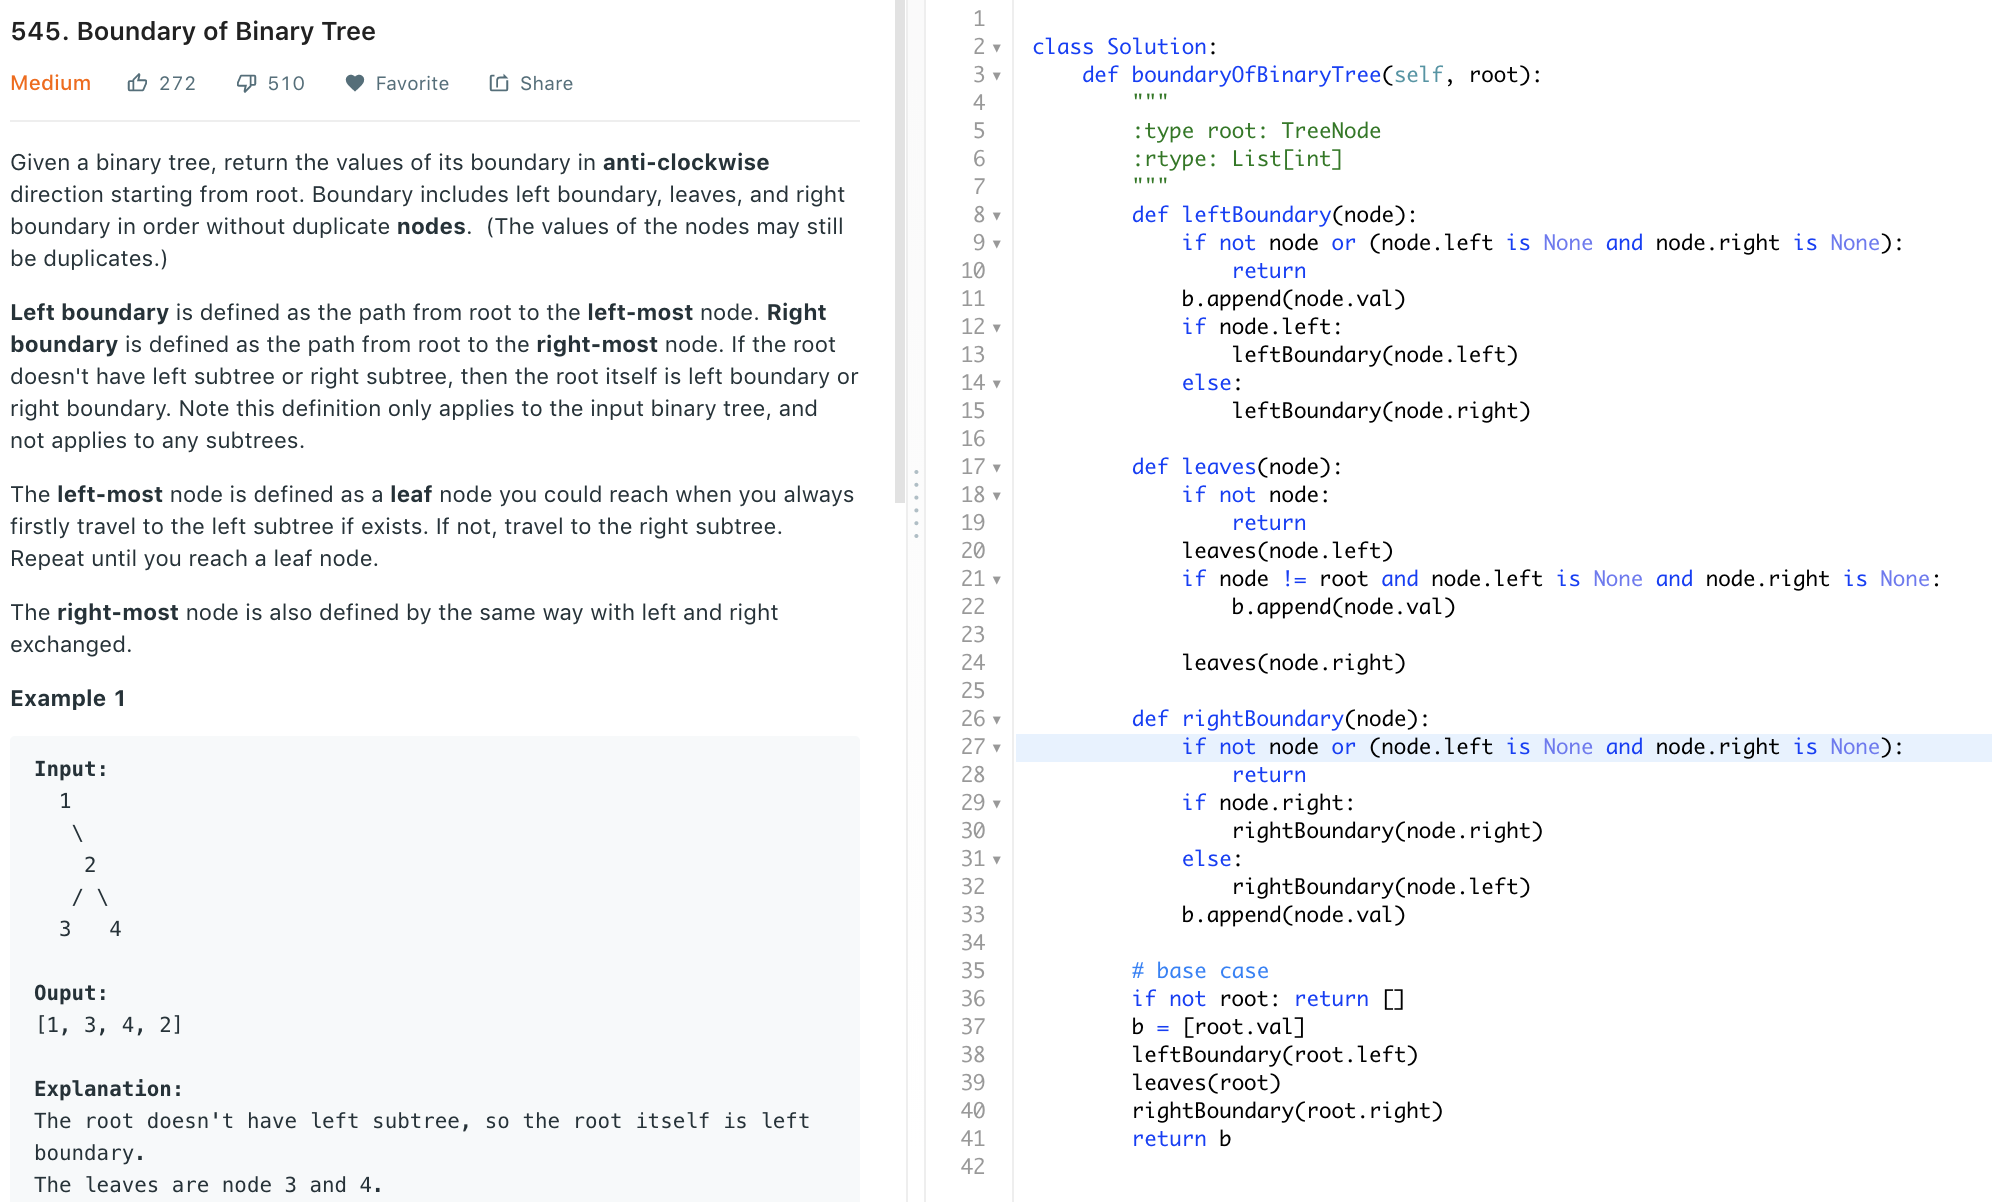 545. Boundary of Binary Tree
Medium 272 510 Favorite Share
Given a binary tree, return the values of its boundary in anti-clockwise
direction starting from root. Boundary includes left boundary, leaves, and right
boundary in order without duplicate nodes.  (The values of the nodes may still
be duplicates.)
Left boundary is defined as the path from root to the left-most node. Right
boundary is defined as the path from root to the right-most node. If the root
doesn't have left subtree or right subtree, then the root itself is left boundary or
right boundary. Note this definition only applies to the input binary tree, and
not applies to any subtrees.
The left-most node is defined as a leaf node you could reach when you always
firstly travel to the left subtree if exists. If not, travel to the right subtree.
Repeat until you reach a leaf node.
The right-most node is also defined by the same way with left and right
exchanged.
Example 1
Input:
  1
   \
    2
   / \
  3   4
Ouput:
[1, 3, 4, 2]
Explanation:
The root doesn't have left subtree, so the root itself is left
boundary.
The leaves are node 3 and 4.
1
2 class Solution:
3     def boundaryOfBinaryTree(self, root):
4         """
5         :type root: TreeNode
6         :rtype: List[int]
7         """
8         def leftBoundary(node):
9             if not node or (node.left is None and node.right is None):
10                 return
11             b.append(node.val)
12             if node.left:
13                 leftBoundary(node.left)
14             else:
15                 leftBoundary(node.right)
16
17         def leaves(node):
18             if not node:
19                 return
20             leaves(node.left)
21             if node != root and node.left is None and node.right is None:
22                 b.append(node.val)
23
24             leaves(node.right)
25
26         def rightBoundary(node):
27             if not node or (node.left is None and node.right is None):
28                 return
29             if node.right:
30                 rightBoundary(node.right)
31             else:
32                 rightBoundary(node.left)
33             b.append(node.val)
34
35         # base case
36         if not root: return []
37         b = [root.val]
38         leftBoundary(root.left)
39         leaves(root)
40         rightBoundary(root.right)
41         return b
42